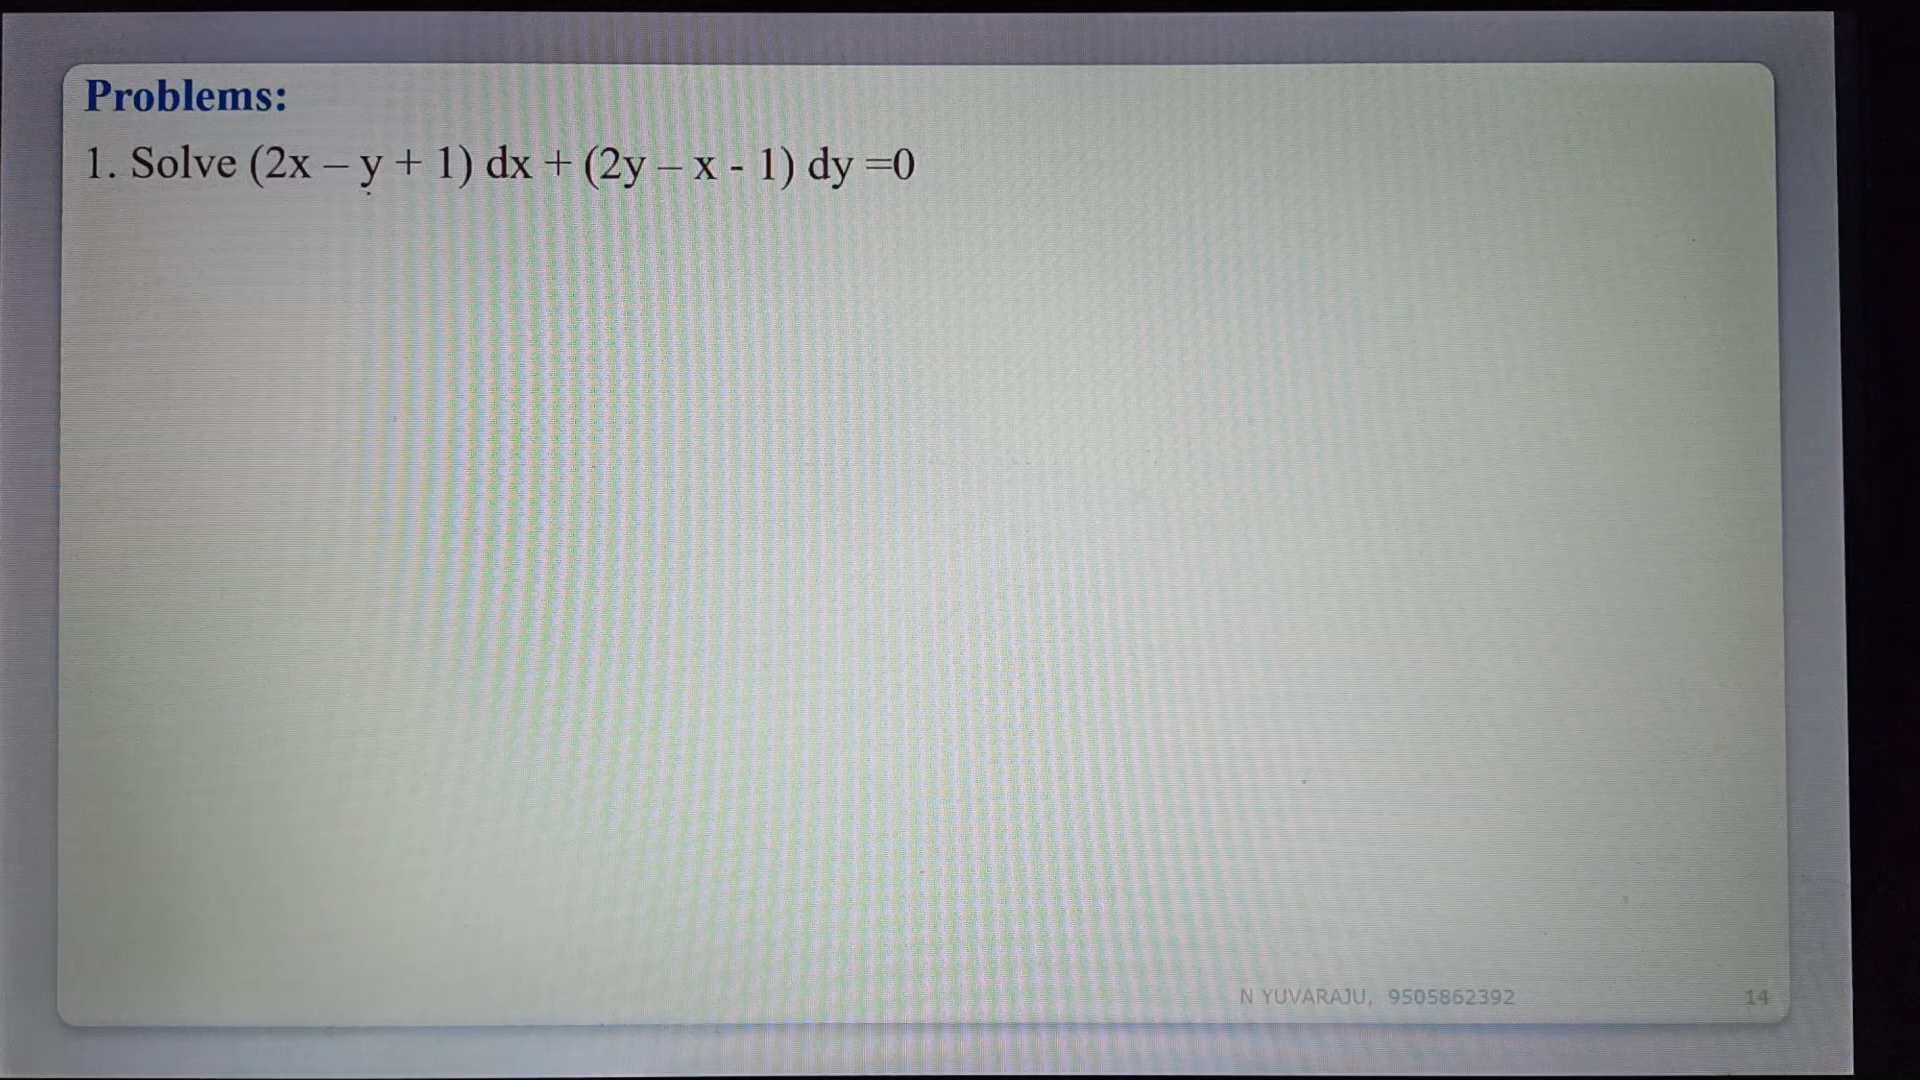 Problems:
1. Solve (2x – y + 1) dx + (2y – x - 1) dy =0
N YUVARAJU, 9505862392
14